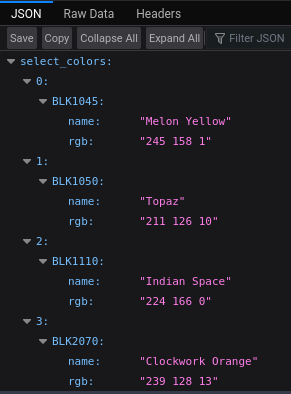 JSON Raw Data Headers
Save Copy Collapse All Expand All Filter JSON
select_colors:
0:
BLK1045:
name: "Melon Yellow"
rgb: "245 158 1"
1:
BLK1050:
name: "Topaz"
rgb: "211 126 10"
2:
BLK1110:
name: "Indian Space"
rgb: "224 166 0"
3:
BLK2070:
name: "Clockwork Orange"
rgb: "239 128 13"